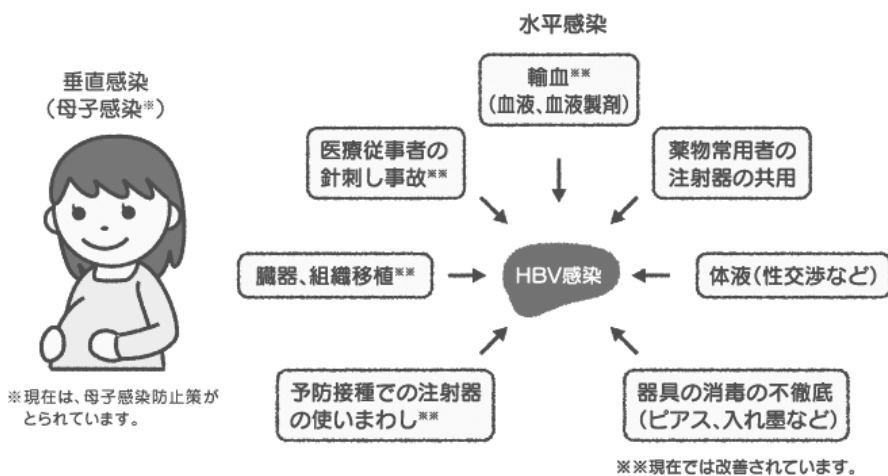 垂直感染
（母子感染※）
※現在は、母子感染防止策が
とられています。
水平感染
輸血※※
（血液、血液製剤）
医療従事者の
針刺し事故※※
薬物常用者の
注射器の共用
臓器、組織移植※※
HBV感染
体液（性交渉など）
予防接種での注射器
の使いまわし※※
器具の消毒の不徹底
（ピアス、入れ墨など）
※※現在では改善されています。